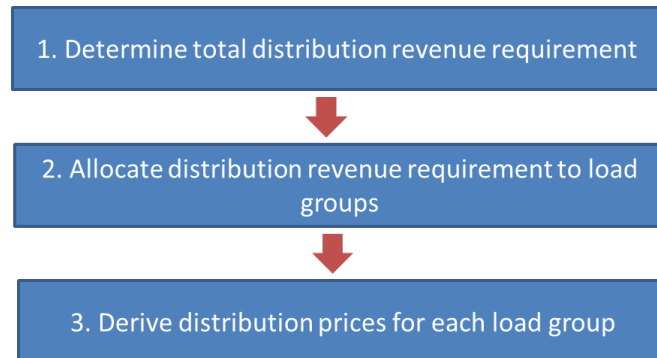 1. Determine total distribution revenue requirement
2. Allocate distribution revenue requirement to load
groups
3. Derive distribution prices for each load group